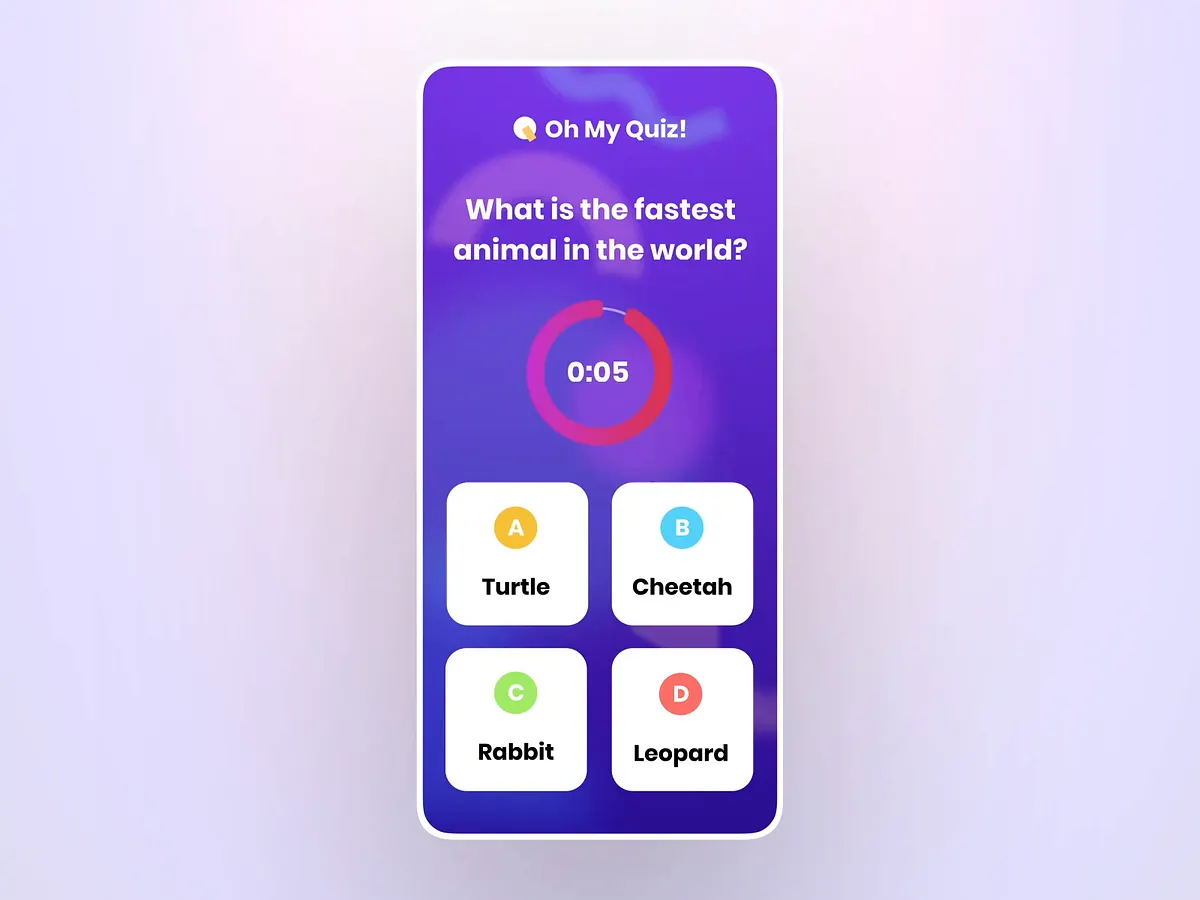 Oh My Quiz!
What is the fastest
animal in the world?
0:05
A
Turtle
B
Cheetah
C
Rabbit
D
Leopard